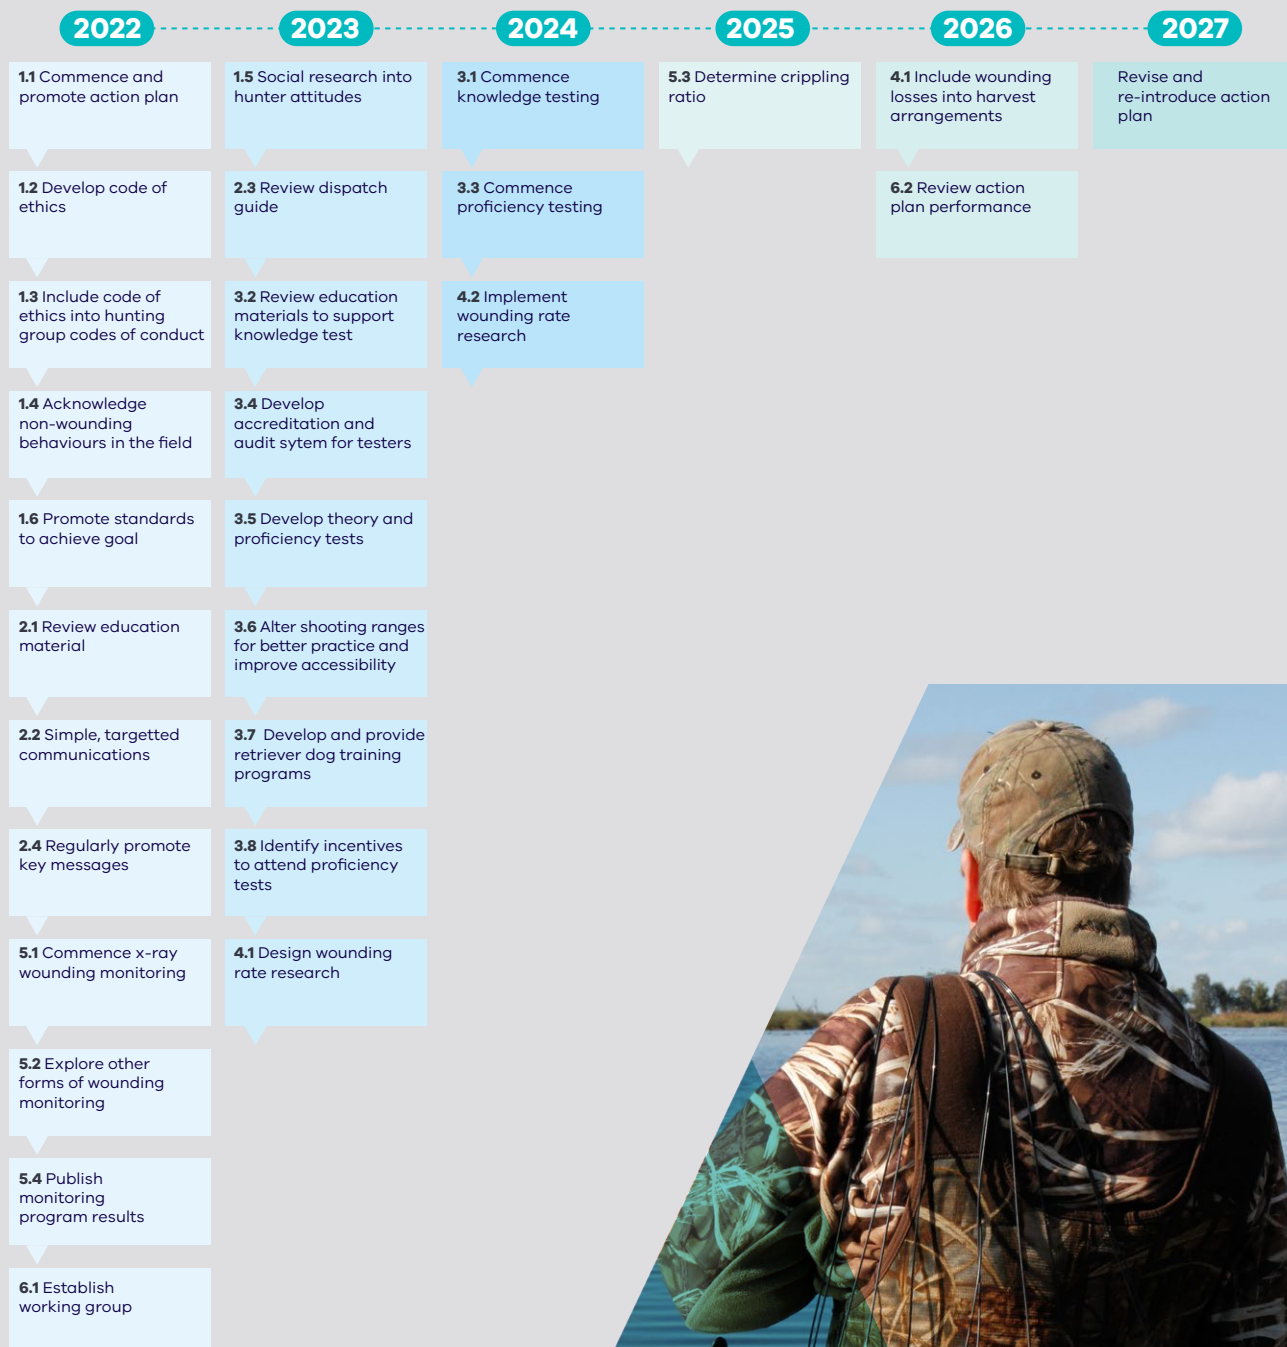 2022
2023
2024
2025
2026
2027
1.1 Commence and
promote action plan
1.2 Develop code of
ethics
1.3 Include code of
ethics into hunting
group codes of conduct
1.4 Acknowledge
non-wounding
behaviours in the field
1.6 Promote standards
to achieve goal
2.1 Review education
material
2.2 Simple, targetted
communications
2.4 Regularly promote
key messages
5.1 Commence x-ray
wounding monitoring
5.2 Explore other
forms of wounding
monitoring
5.4 Publish
monitoring
program results
6.1 Establish
working group
1.5 Social research into
hunter attitudes
2.3 Review dispatch
guide
3.2 Review education
materials to support
knowledge test
3.4 Develop
accreditation and
audit sytem for testers
3.5 Develop theory and
proficiency tests
3.6 Alter shooting ranges
for better practice and
improve accessibility
3.7 Develop and provide
retriever dog training
programs
3.8 Identify incentives
to attend proficiency
tests
4.1 Design wounding
rate research
3.1 Commence
knowledge testing
3.3 Commence
proficiency testing
4.2 Implement
wounding rate
research
5.3 Determine crippling
ratio
4.1 Include wounding
losses into harvest
arrangements
6.2 Review action
plan performance
Revise and
re-introduce action
plan